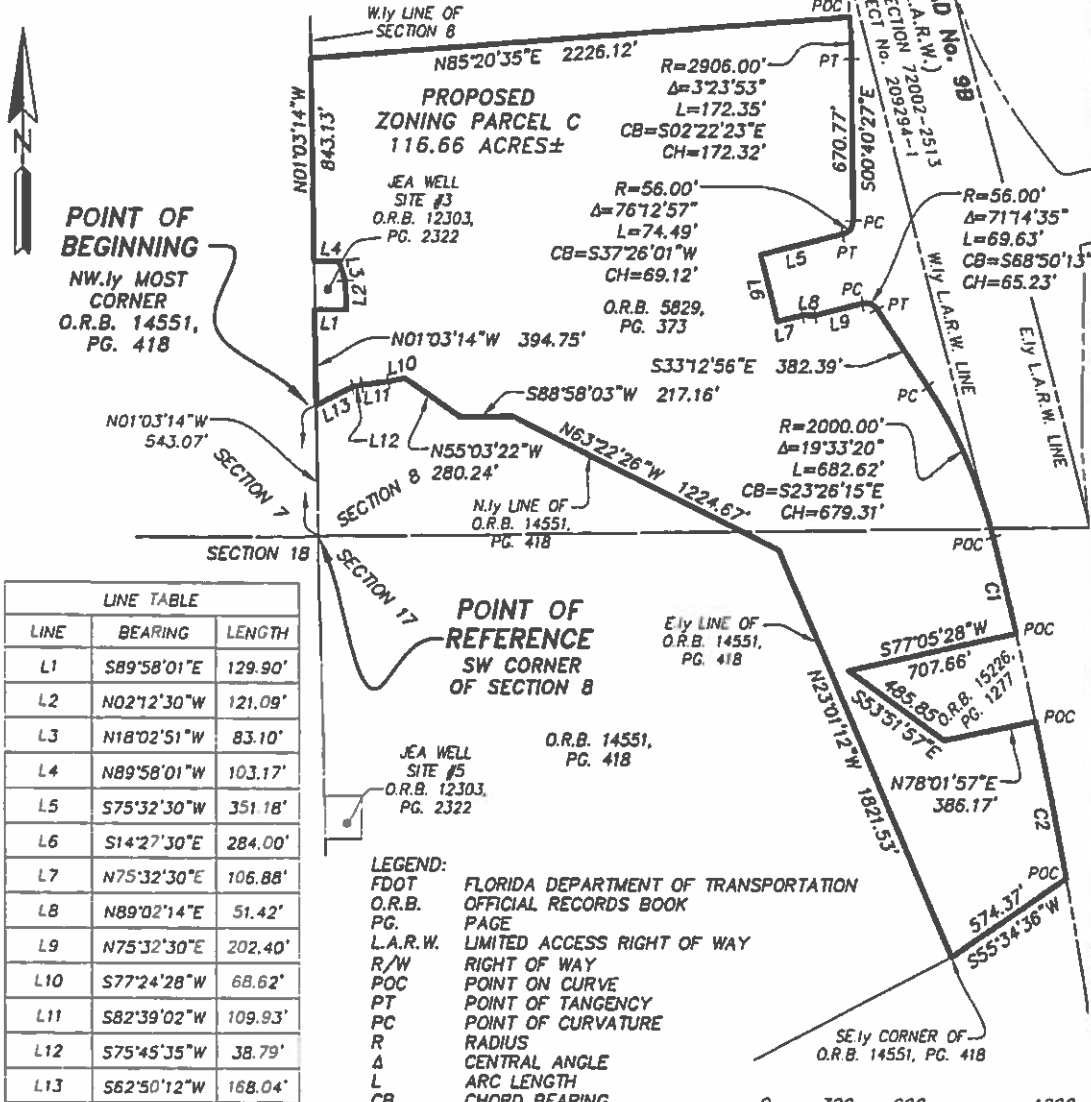 W.ly LINE OF
SECTION 8
POC
N85°20'35"E 2226.12'
PROPOSED
ZONING PARCEL C
116.66 ACRES±
N01°03'14"W
843.13'
R=2906.00'
Δ=3°23'53"
L=172.35'
CB=S02°22'23"E
CH=172.32'
PT
S00°40'27"E
670.77'
No. 9B
L.A.R.W.)
SECTION 72002-2513
No. 209294-1
JEA WELL
SITE #3
O.R.B. 12303,
PG. 2322
R=56.00'
Δ=76°12'57"
L=74.49'
CB=S37°26'01"W
CH=69.12'
PC
PT
R=56.00'
Δ=71°14'35"
L=69.63'
CB=S68°50'13"E
CH=65.23'
POINT OF
BEGINNING
NW.ly MOST
CORNER
O.R.B. 14551,
PG. 418
L4
L3
L2
L1
L5
L6
L7
L8
L9
PC
PT
O.R.B. 5829,
PG. 373
W.ly L.A.R.W. LINE
E.ly L.A.R.W. LINE
N01°03'14"W 394.75'
S33°12'56"E 382.39'
PC
L10
L11
L12
L13
S88°58'03"W 217.16'
N01°03'14"W
543.07'
N55°03'22"W
280.24'
N63°22'26"W 1224.67'
R=2000.00'
Δ=19°33'20"
L=682.62'
CB=S23°26'15"E
CH=679.31'
SECTION 7
SECTION 8
N.ly LINE OF
O.R.B. 14551,
PG. 418
SECTION 18
SECTION 17
POC
POINT OF
REFERENCE
SW CORNER
OF SECTION 8
C1
E.ly LINE OF
O.R.B. 14551,
PG. 418
S77°05'28"W
707.66'
POC
485.85'
S53°51'57"E
O.R.B. 15226,
PG. 1277
POC
N78°01'57"E
386.17'
N23°01'12"W 1821.53'
JEA WELL
SITE #5
O.R.B. 12303,
PG. 2322
O.R.B. 14551,
PG. 418
C2
POC
574.37'
S55°34'36"W
SE.ly CORNER OF
O.R.B. 14551, PG. 418
LINE TABLE
LINE BEARING LENGTH
L1 S89°58'01"E 129.90'
L2 N02°12'30"W 121.09'
L3 N18°02'51"W 83.10'
L4 N89°58'01"W 103.17'
L5 S75°32'30"W 351.18'
L6 S14°27'30"E 284.00'
L7 N75°32'30"E 106.88'
L8 N89°02'14"E 51.42'
L9 N75°32'30"E 202.40'
L10 S77°24'28"W 68.62'
L11 S82°39'02"W 109.93'
L12 S75°45'35"W 38.79'
L13 S62°50'12"W 168.04'
LEGEND:
FDOT FLORIDA DEPARTMENT OF TRANSPORTATION
O.R.B. OFFICIAL RECORDS BOOK
PG. PAGE
L.A.R.W. LIMITED ACCESS RIGHT OF WAY
R/W RIGHT OF WAY
POC POINT ON CURVE
PT POINT OF TANGENCY
PC POINT OF CURVATURE
R RADIUS
Δ CENTRAL ANGLE
L ARC LENGTH
CB CHORD BEARING